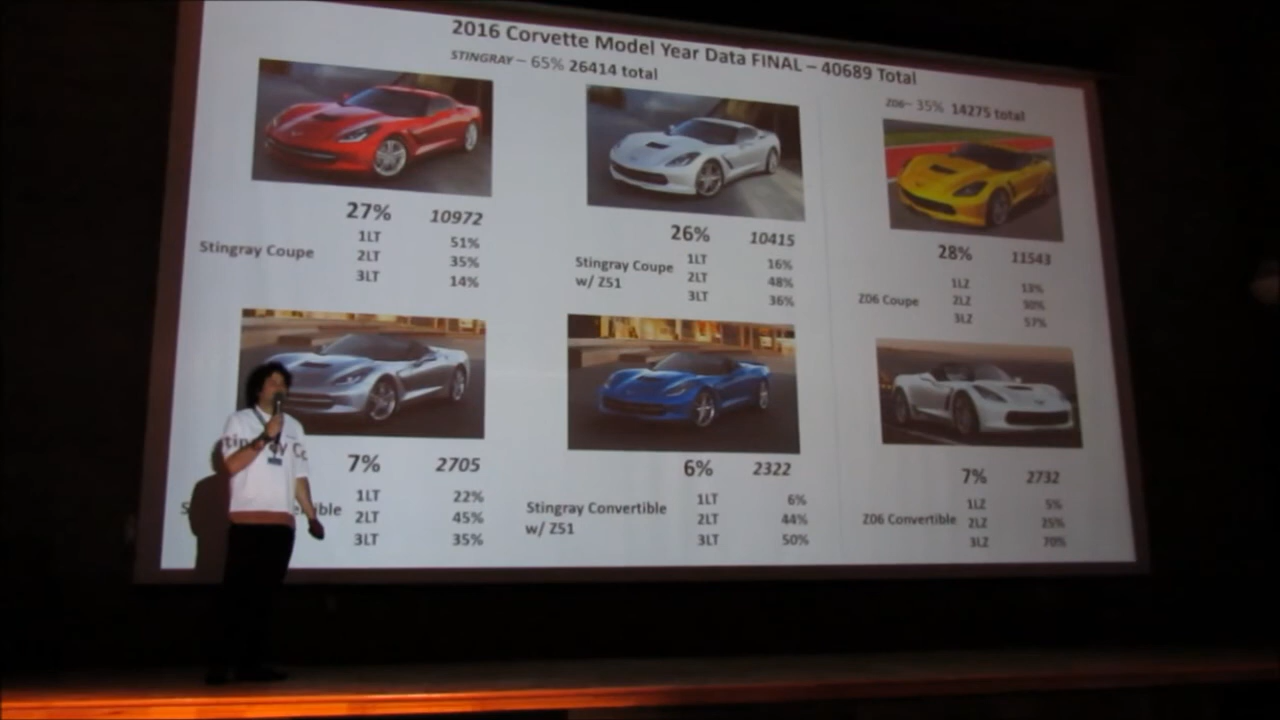 2016 Corvette Model Year Data FINAL – 40689 Total
STINGRAY – 65% 26414 total
Z06– 35% 14275 total
27% 10972
Stingray Coupe
1LT 51%
2LT 35%
3LT 14%
26% 10415
Stingray Coupe
w/ Z51
1LT 16%
2LT 48%
3LT 36%
28% 11543
Z06 Coupe
1LZ 13%
2LZ 30%
3LZ 57%
7% 2705
1LT 22%
2LT 45%
3LT 35%
6% 2322
Stingray Convertible
w/ Z51
1LT 6%
2LT 44%
3LT 50%
7% 2732
Z06 Convertible
1LZ 5%
2LZ 25%
3LZ 70%